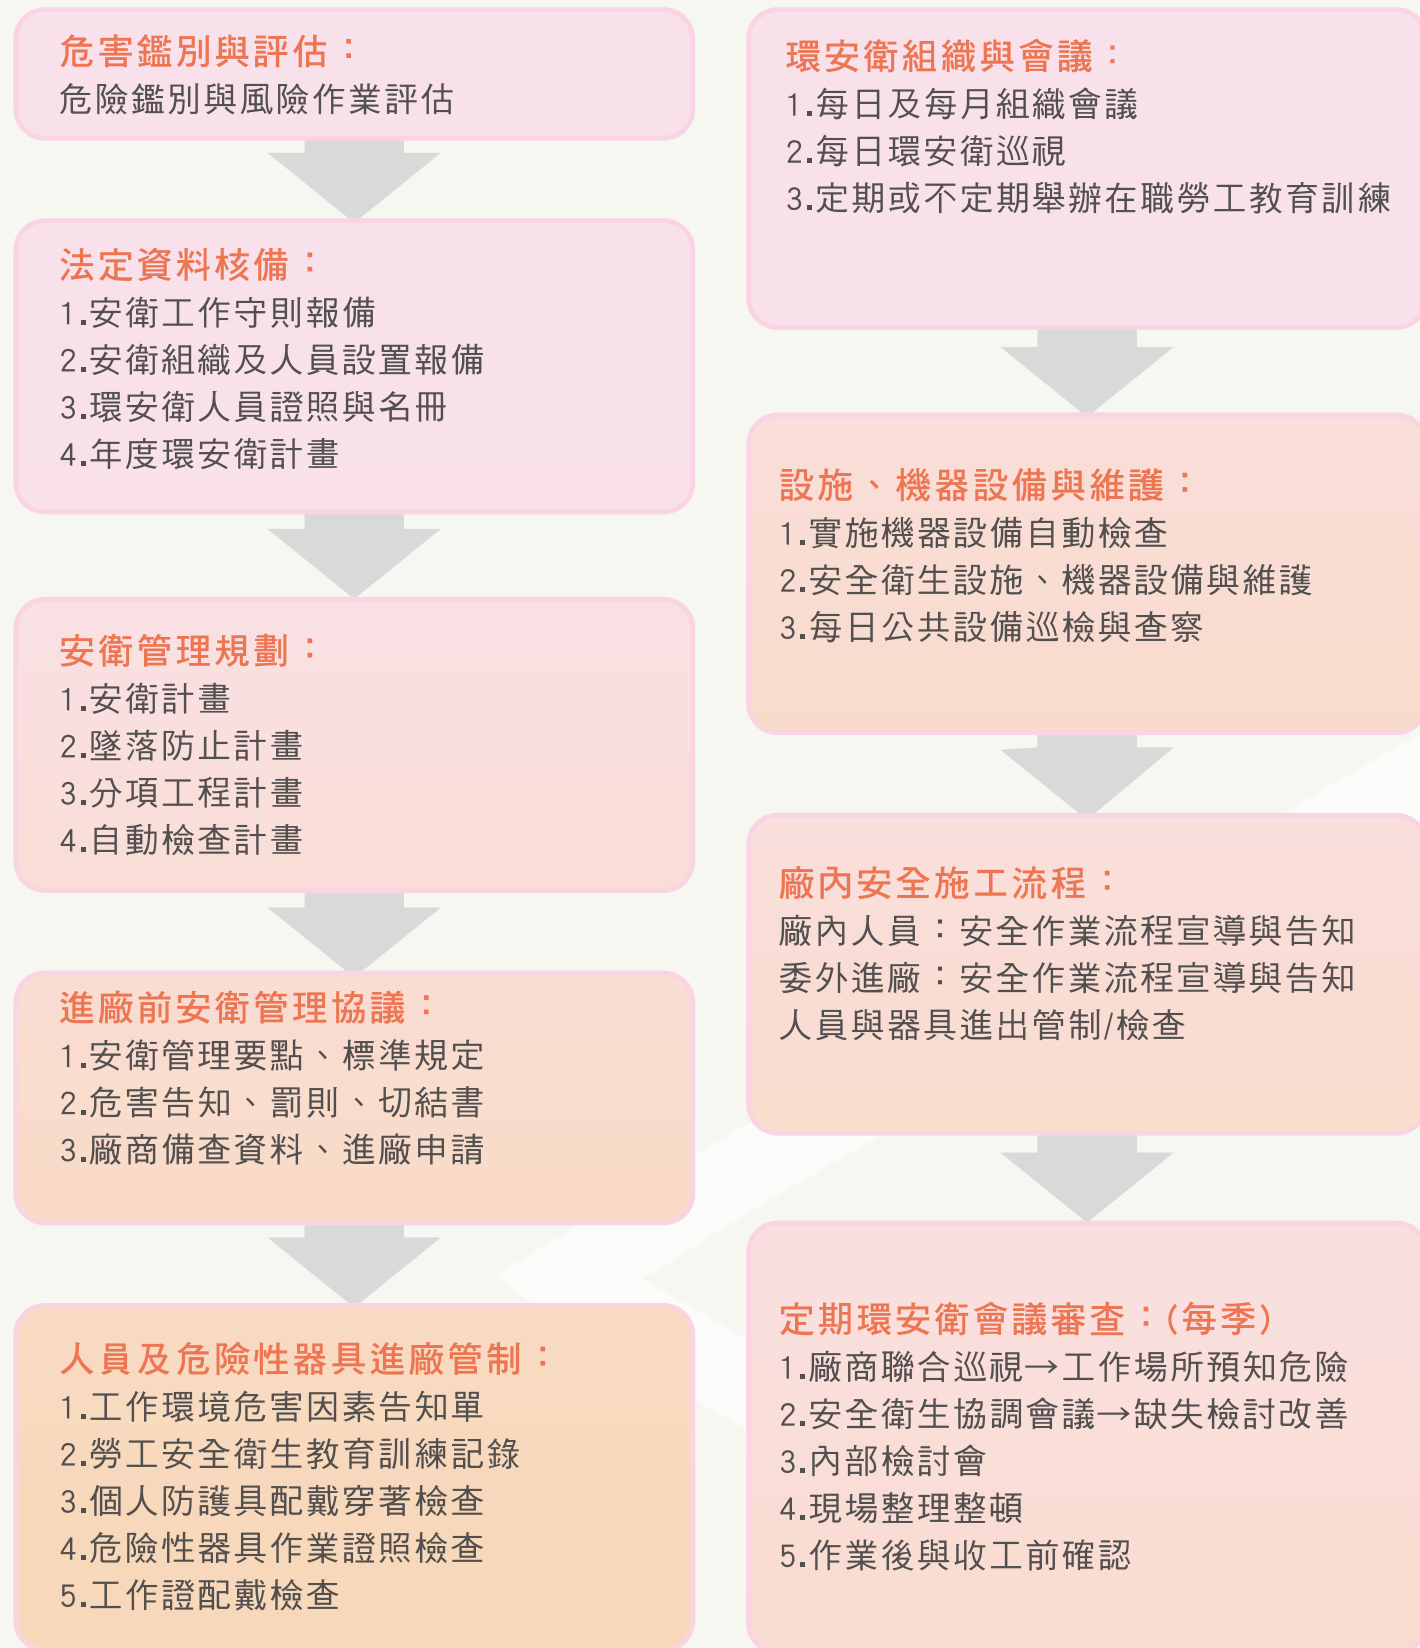 危害鑑別與評估：
危險鑑別與風險作業評估
法定資料核備：
1.安衛工作守則報備
2.安衛組織及人員設置報備
3.環安衛人員證照與名冊
4.年度環安衛計畫
安衛管理規劃：
1.安衛計畫
2.墜落防止計畫
3.分項工程計畫
4.自動檢查計畫
進廠前安衛管理協議：
1.安衛管理要點、標準規定
2.危害告知、罰則、切結書
3.廠商備查資料、進廠申請
人員及危險性器具進廠管制：
1.工作環境危害因素告知單
2.勞工安全衛生教育訓練記錄
3.個人防護具配戴穿著檢查
4.危險性器具作業證照檢查
5.工作證配戴檢查
環安衛組織與會議：
1.每日及每月組織會議
2.每日環安衛巡視
3.定期或不定期舉辦在職勞工教育訓練
設施、機器設備與維護：
1.實施機器設備自動檢查
2.安全衛生設施、機器設備與維護
3.每日公共設備巡檢與查察
廠內安全施工流程：
廠內人員：安全作業流程宣導與告知
委外進廠：安全作業流程宣導與告知
人員與器具進出管制/檢查
定期環安衛會議審查：(每季)
1.廠商聯合巡視→工作場所預知危險
2.安全衛生協調會議→缺失檢討改善
3.內部檢討會
4.現場整理整頓
5.作業後與收工前確認